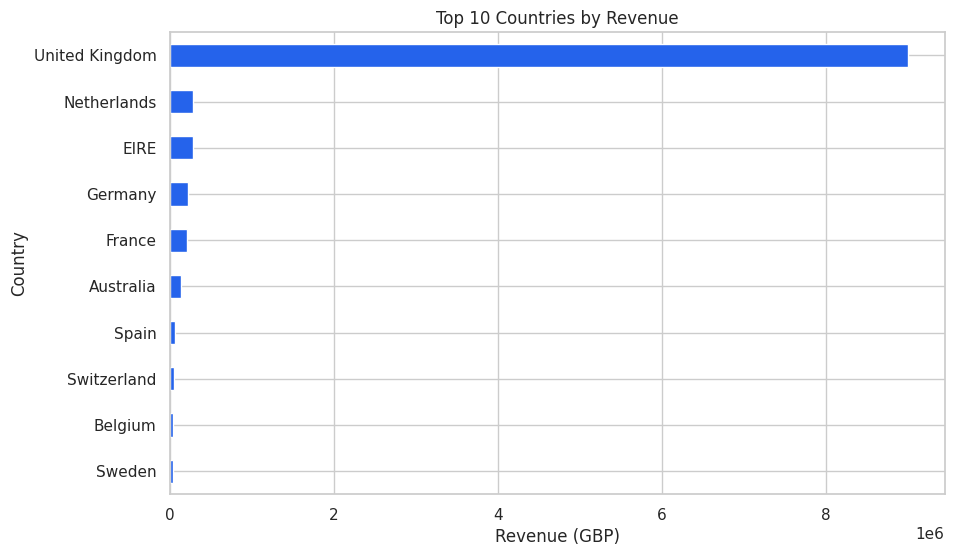 Top 10 Countries by Revenue
Country
United Kingdom
Netherlands
EIRE
Germany
France
Australia
Spain
Switzerland
Belgium
Sweden
0 2 4 6 8
1e6
Revenue (GBP)